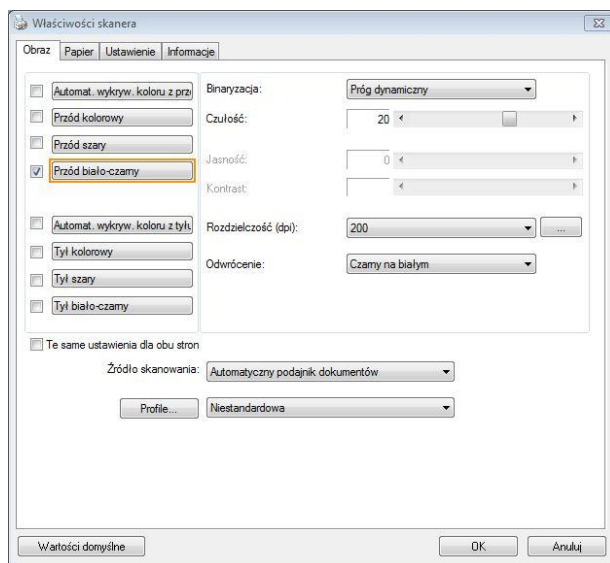 Właściwości skanera
Obraz Papier Ustawienie Informacje
Automat. wykryw. koloru z prz
Przód kolorowy
Przód szary
Przód biało-czarny
Automat. wykryw. koloru z tyłu
Tył kolorowy
Tył szary
Tył biało-czarny
Binaryzacja: Próg dynamiczny
Czułość: 20
Jasność: 0
Kontrast:
Rozdzielczość (dpi): 200 ...
Odwrócenie: Czarny na białym
Te same ustawienia dla obu stron
Źródło skanowania: Automatyczny podajnik dokumentów
Profile... Niestandardowa
Wartości domyślne OK Anuluj